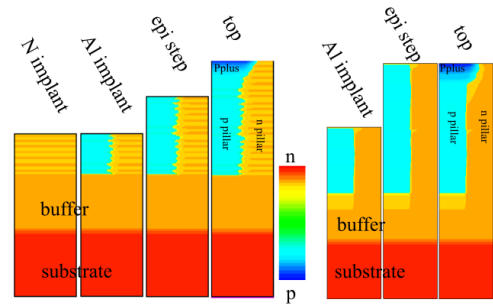 N implant
Al implant
epi step
top
Pplus
p pillar
n pillar
buffer
substrate
n
p
Al implant
epi step
top
Pplus
p pillar
n pillar
buffer
substrate